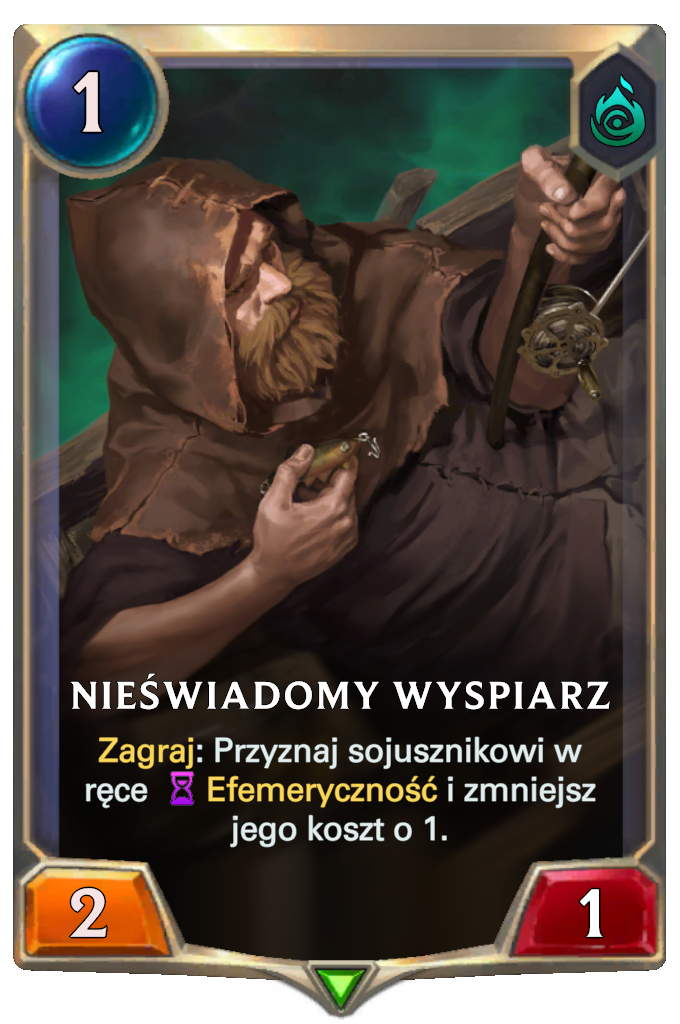 1
NIEŚWIADOMY WYSPIARZ
Zagraj: Przyznaj sojusznikowi w
ręce Efemeryczność i zmniejsz
jego koszt o 1.
2
1